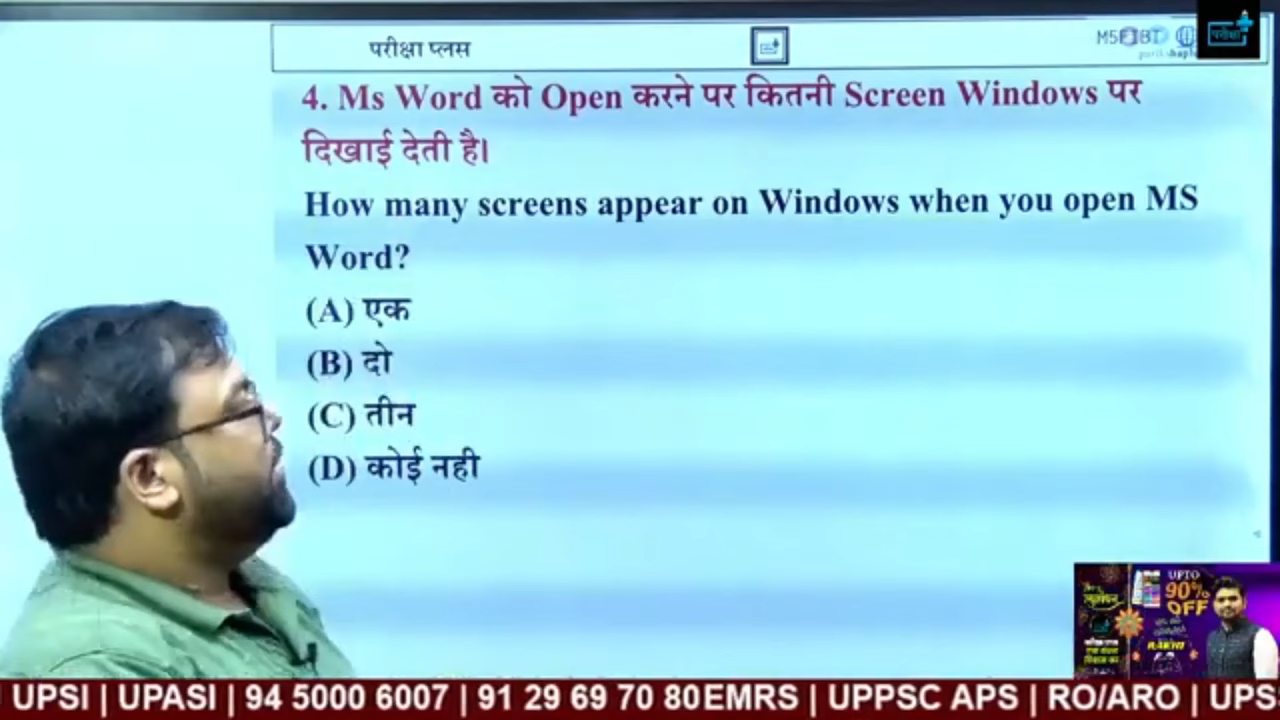 परीक्षा प्लस
परीक्षा
4. Ms Word को Open करने पर कितनी Screen Windows पर
दिखाई देती है।
How many screens appear on Windows when you open MS
Word?
(A) एक
(B) दो
(C) तीन
(D) कोई नही
UPTO
90%
OFF
RAKHI
UPSI | UPASI | 94 5000 6007 | 91 29 69 70 80EMRS | UPPSC APS | RO/ARO | UPS